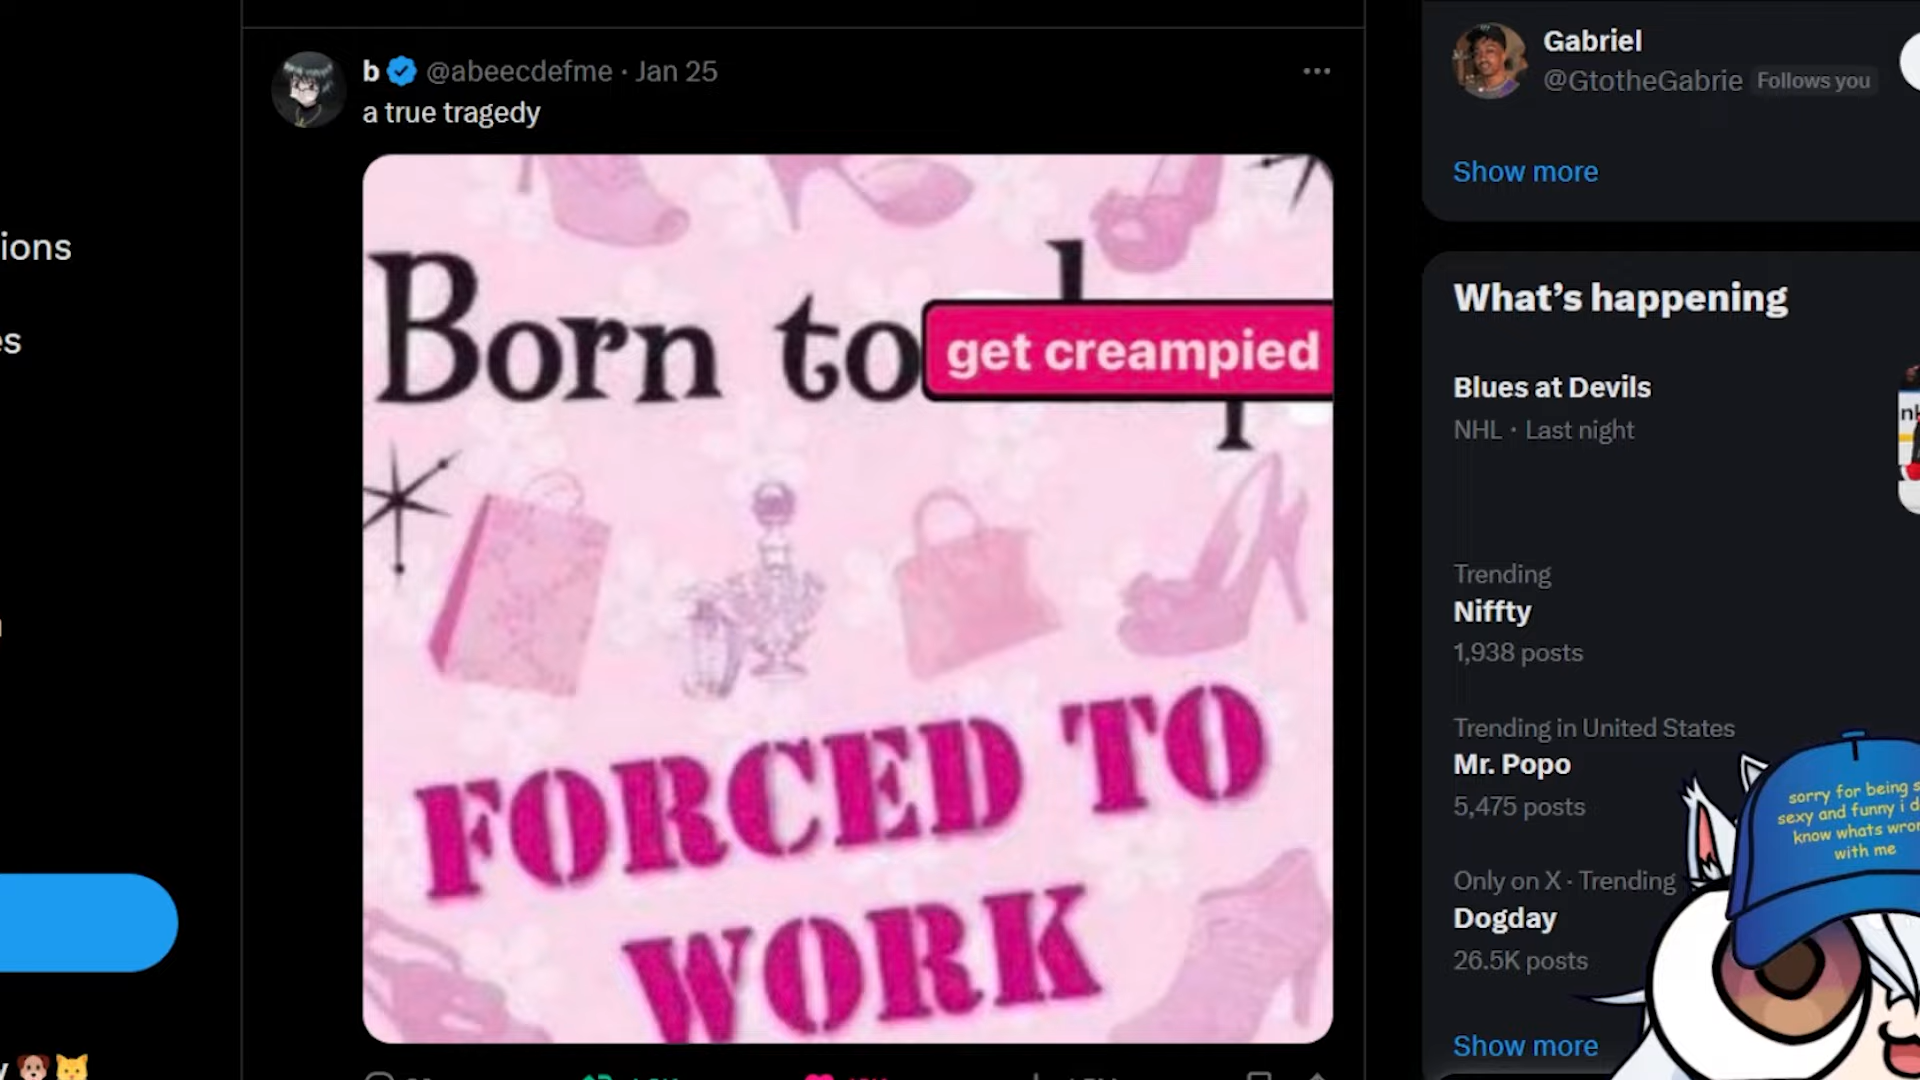 b @abeecdefme · Jan 25
a true tragedy
Born to
get creampied
FORCED TO
WORK
Gabriel
@GtotheGabrie Follows you
Show more
What's happening
Blues at Devils
NHL · Last night
Trending
Niffty
1,938 posts
Trending in United States
Mr. Popo
5,475 posts
Only on X · Trending
Dogday
26.5K posts
Show more
sorry for being
sexy and funny i
know whats
with me
ions
es